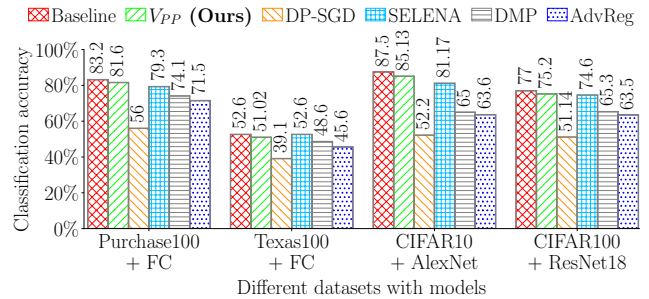 Baseline V_PP (Ours) DP-SGD SELENA DMP AdvReg
Classification accuracy
100%
80%
60%
40%
20%
0%
83.2 81.6 56 79.3 74.1 71.5
52.6 51.02 39.1 52.6 48.6 45.6
87.5 85.13 52.2 81.17 65 63.6
77 75.2 51.14 74.6 65.3 63.5
Purchase100 + FC
Texas100 + FC
CIFAR10 + AlexNet
CIFAR100 + ResNet18
Different datasets with models